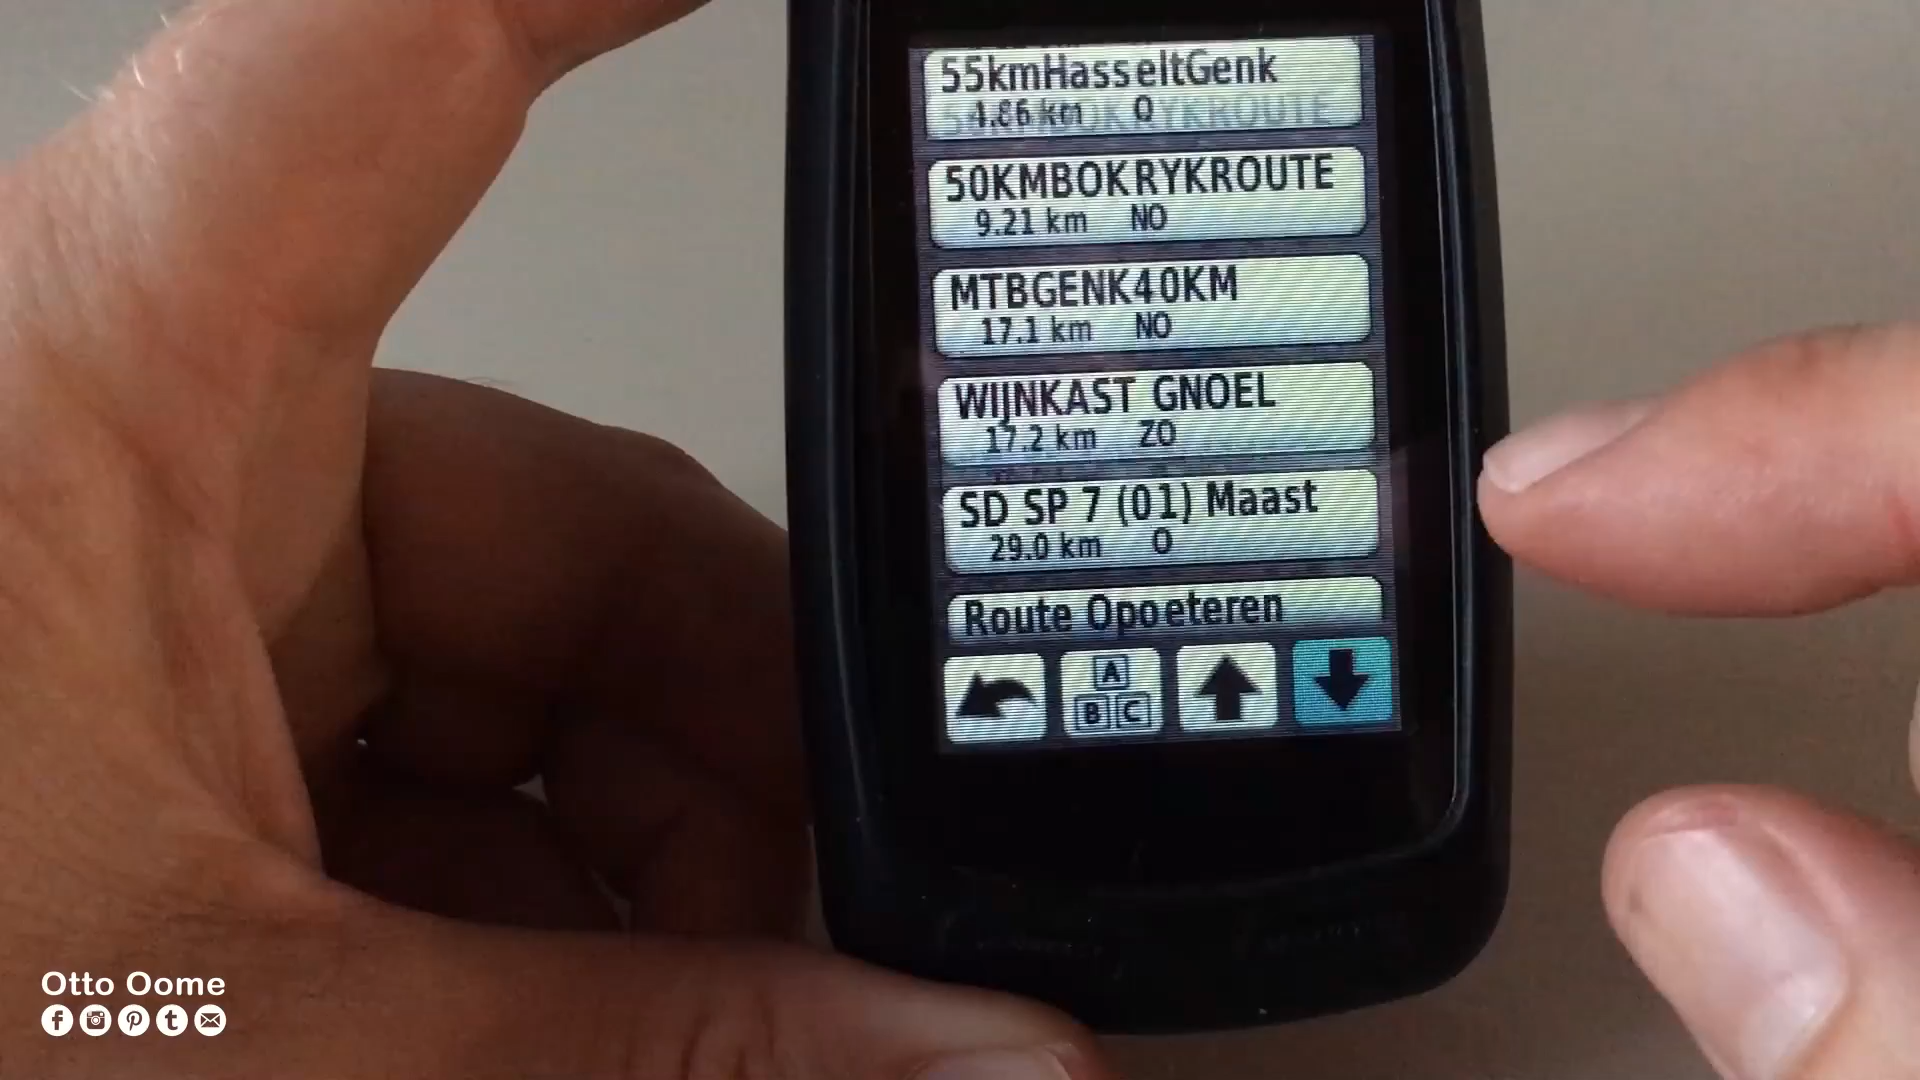 55kmHasseltGenk
4.86 km O
50KMBOKRYKROUTE
9.21 km NO
MTBGENK40KM
17.1 km NO
WIJNKAST GNOEL
17.2 km ZO
SD SP 7 (01) Maast
29.0 km O
Route Opoeteren
A
B C
Otto Oome